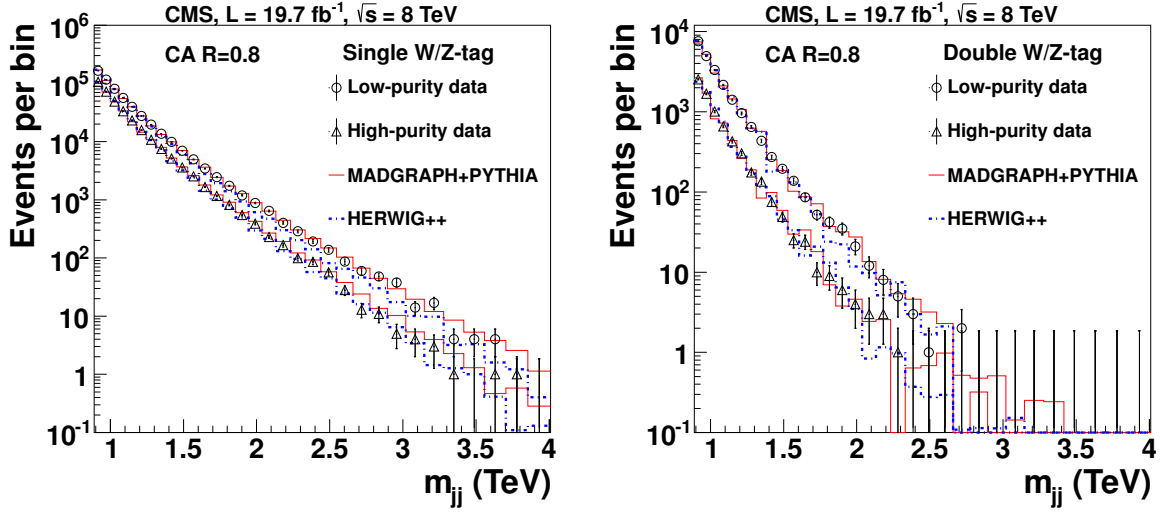 CMS, L = 19.7 fb⁻¹, √s = 8 TeV
CA R=0.8
Single W/Z-tag
Low-purity data
High-purity data
MADGRAPH+PYTHIA
HERWIG++
Events per bin
10⁶
10⁵
10⁴
10³
10²
10
1
10⁻¹
1 1.5 2 2.5 3 3.5 4
m_jj (TeV)
CMS, L = 19.7 fb⁻¹, √s = 8 TeV
CA R=0.8
Double W/Z-tag
Low-purity data
High-purity data
MADGRAPH+PYTHIA
HERWIG++
Events per bin
10⁴
10³
10²
10
1
10⁻¹
1 1.5 2 2.5 3 3.5 4
m_jj (TeV)